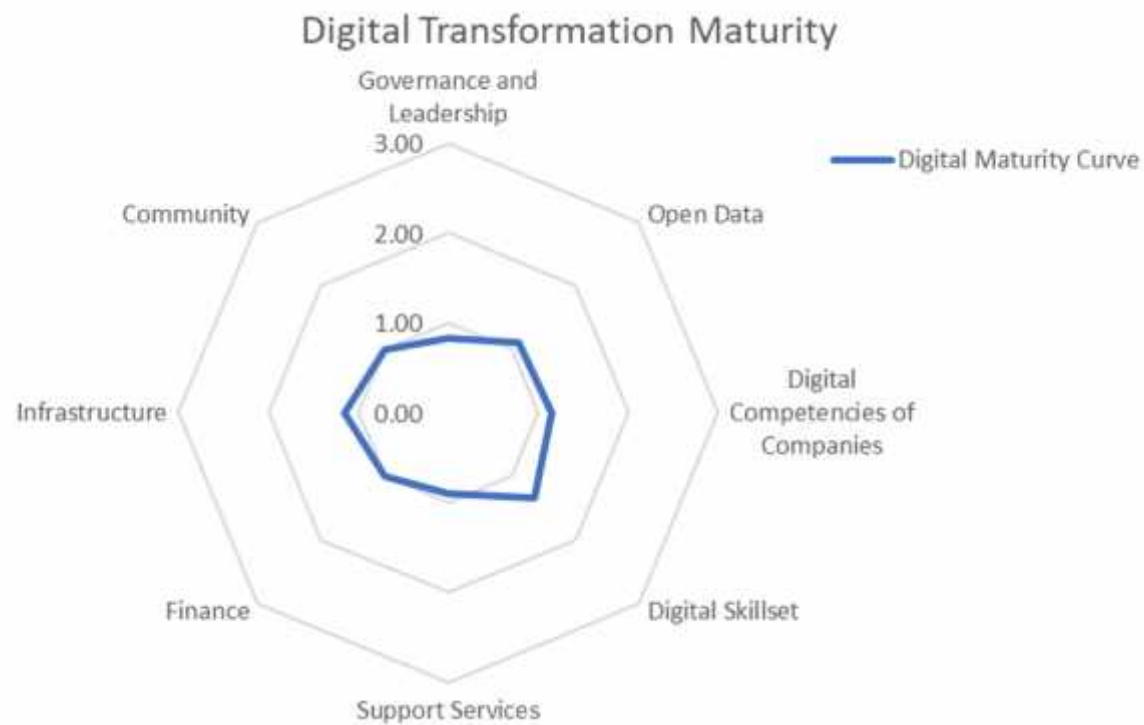 Digital Transformation Maturity
Governance and
Leadership
3.00
Digital Maturity Curve
Community
Open Data
2.00
1.00
Infrastructure
0.00
Digital
Competencies of
Companies
Finance
Digital Skillset
Support Services